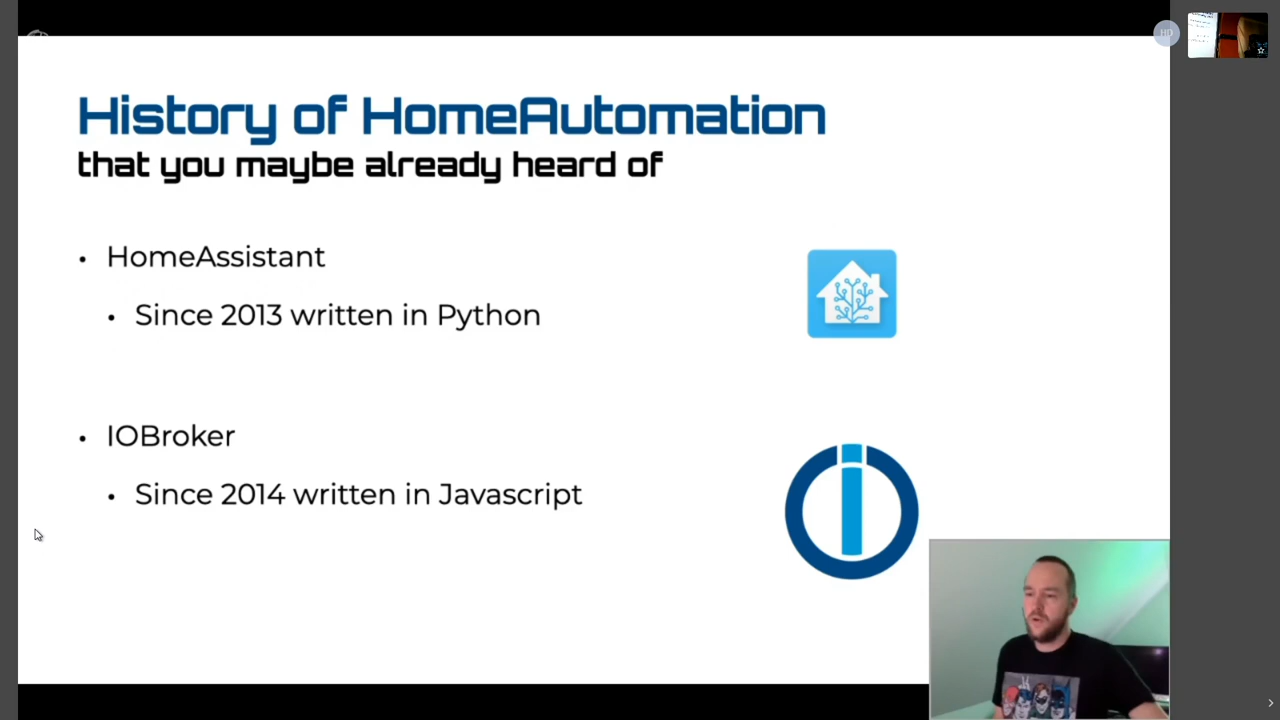 History of HomeAutomation
that you maybe already heard of
• HomeAssistant
• Since 2013 written in Python
• IOBroker
• Since 2014 written in Javascript
HD